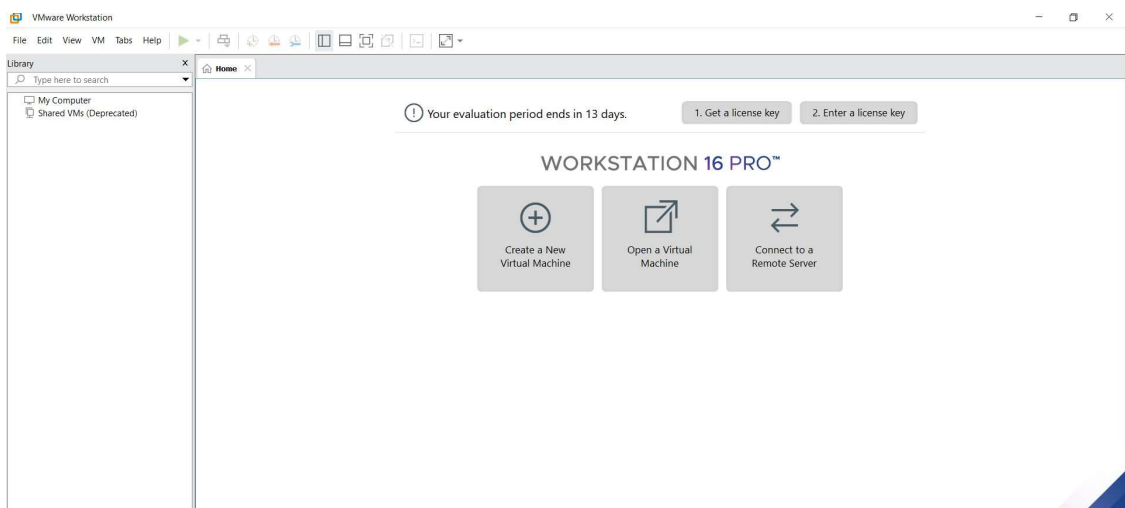 VMware Workstation
File Edit View VM Tabs Help
Library
Type here to search
My Computer
Shared VMs (Deprecated)
Home
Your evaluation period ends in 13 days.
1. Get a license key
2. Enter a license key
WORKSTATION 16 PRO™
Create a New
Virtual Machine
Open a Virtual
Machine
Connect to a
Remote Server